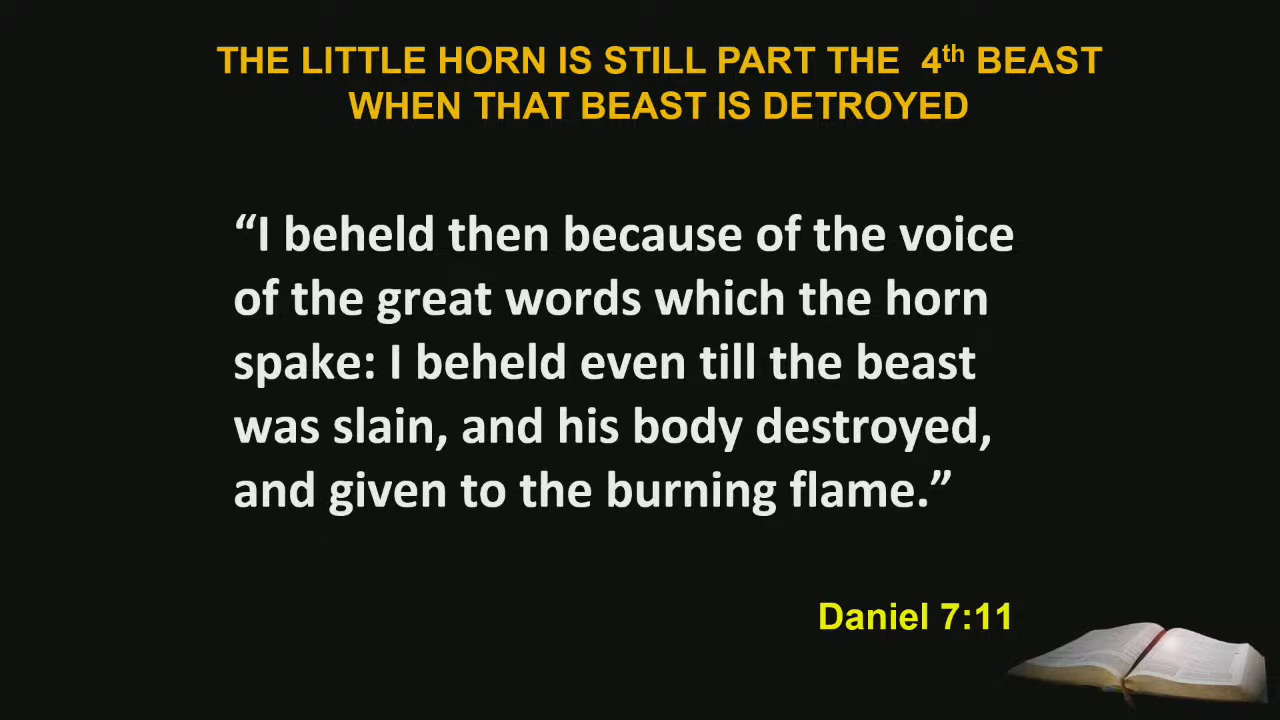 THE LITTLE HORN IS STILL PART THE 4th BEAST
WHEN THAT BEAST IS DETROYED
“I beheld then because of the voice
of the great words which the horn
spake: I beheld even till the beast
was slain, and his body destroyed,
and given to the burning flame.”
Daniel 7:11